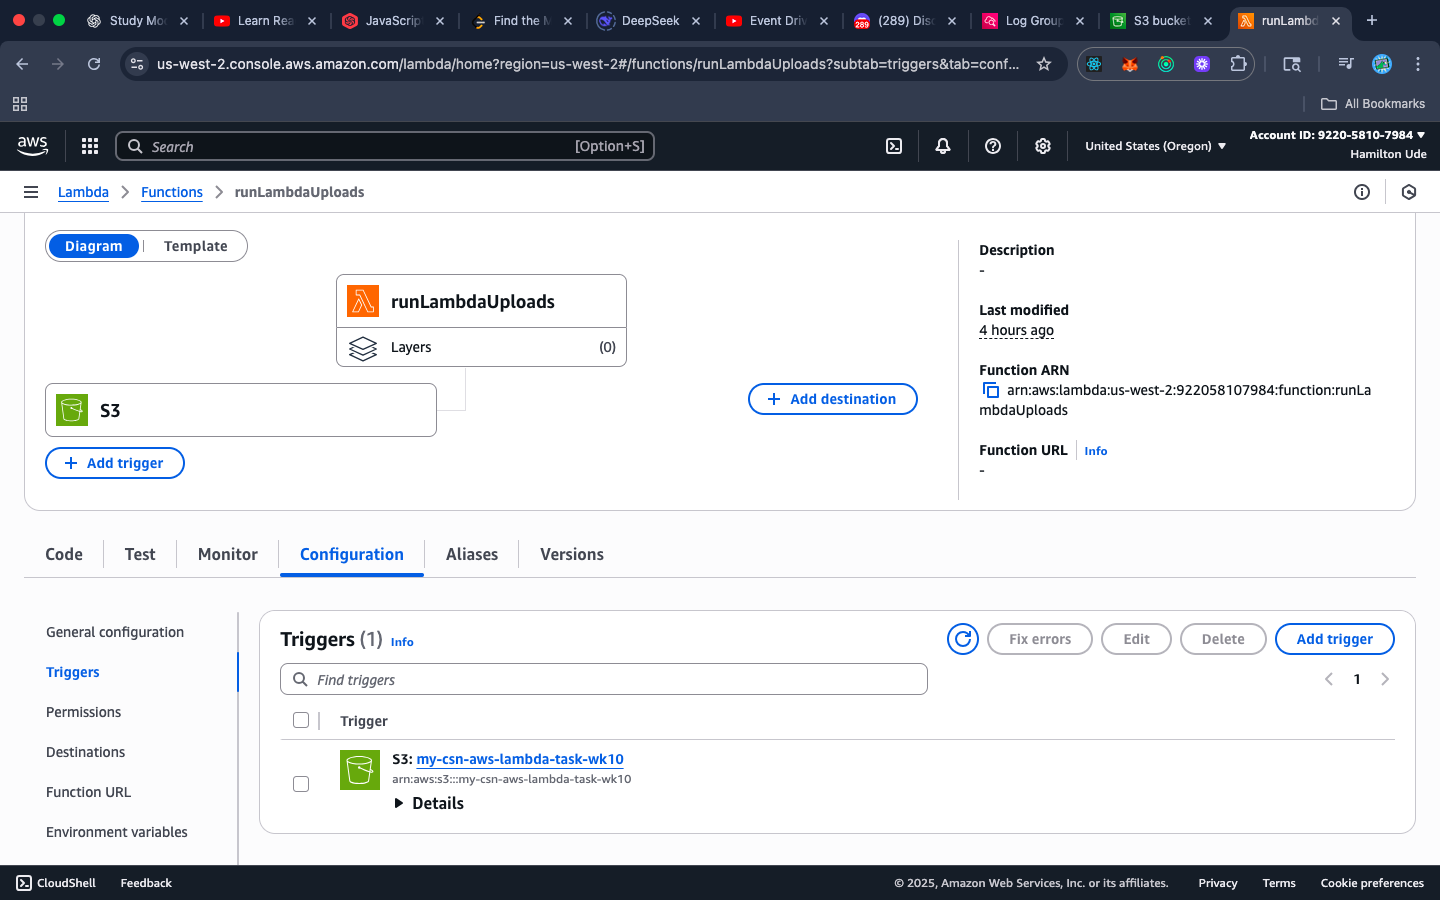 Study Mo
Learn Rea
JavaScript
Find the M
DeepSeek
Event Driv
(289) Disc
Log Group
S3 bucket
runLambd
us-west-2.console.aws.amazon.com/lambda/home?region=us-west-2#/functions/runLambdaUploads?subtab=triggers&tab=conf...
All Bookmarks
aws
Search
[Option+S]
United States (Oregon)
Account ID: 9220-5810-7984
Hamilton Ude
Lambda
Functions
runLambdaUploads
Diagram
Template
runLambdaUploads
Layers
(0)
S3
+ Add trigger
+ Add destination
Description
-
Last modified
4 hours ago
Function ARN
arn:aws:lambda:us-west-2:922058107984:function:runLa
mbdaUploads
Function URL
Info
-
Code
Test
Monitor
Configuration
Aliases
Versions
General configuration
Triggers
Permissions
Destinations
Function URL
Environment variables
Triggers (1) Info
Fix errors
Edit
Delete
Add trigger
Find triggers
1
Trigger
S3: my-csn-aws-lambda-task-wk10
arn:aws:s3:::my-csn-aws-lambda-task-wk10
Details
CloudShell
Feedback
© 2025, Amazon Web Services, Inc. or its affiliates.
Privacy
Terms
Cookie preferences